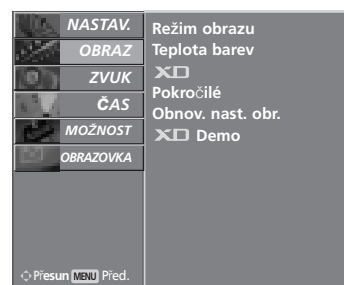 NASTAV.
OBRAZ
ZVUK
ČAS
MOŽNOST
OBRAZOVKA
Přesun MENU Před.
Režim obrazu
Teplota barev
XD
Pokročilé
Obnov. nast. obr.
XD Demo